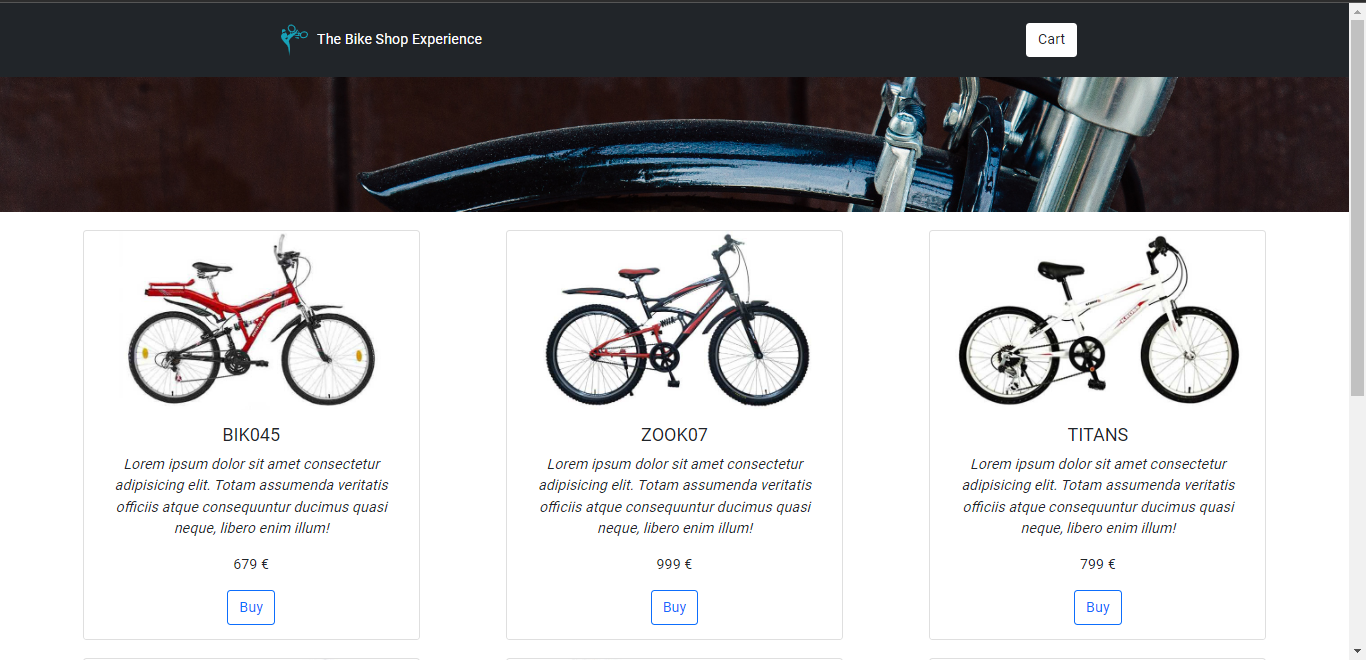 The Bike Shop Experience
Cart
BIK045
Lorem ipsum dolor sit amet consectetur
adipisicing elit. Totam assumenda veritatis
officiis atque consequuntur ducimus quasi
neque, libero enim illum!
679 €
Buy
ZOOK07
Lorem ipsum dolor sit amet consectetur
adipisicing elit. Totam assumenda veritatis
officiis atque consequuntur ducimus quasi
neque, libero enim illum!
999 €
Buy
TITANS
Lorem ipsum dolor sit amet consectetur
adipisicing elit. Totam assumenda veritatis
officiis atque consequuntur ducimus quasi
neque, libero enim illum!
799 €
Buy